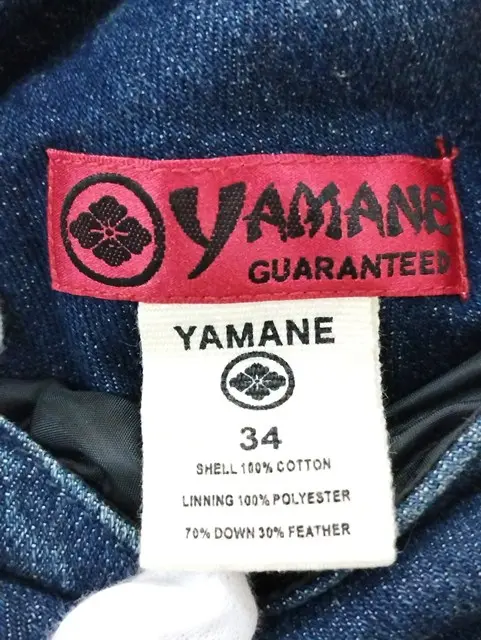 YAMANE
GUARANTEED
YAMANE
34
SHELL 100% COTTON
LINNING 100% POLYESTER
70% DOWN 30% FEATHER